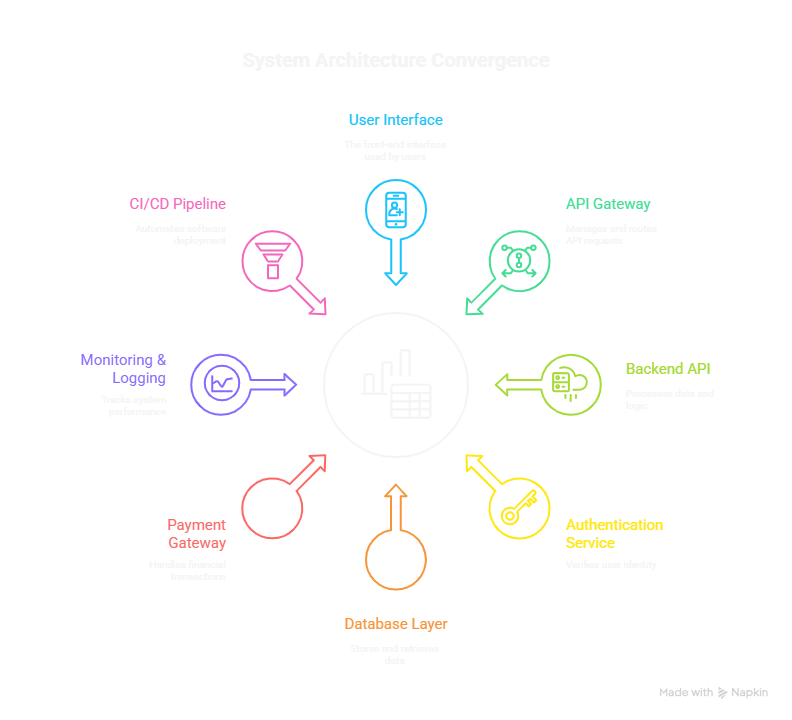 System Architecture Convergence
User Interface
The front-end interface
used by users
CI/CD Pipeline
Automates software
deployment
API Gateway
Manages and routes
API requests
Monitoring &
Logging
Tracks system
performance
Backend API
Processes data and
logic
Payment
Gateway
Handles financial
transactions
Authentication
Service
Verifies user identity
Database Layer
Stores and retrieves
data
Made with Napkin